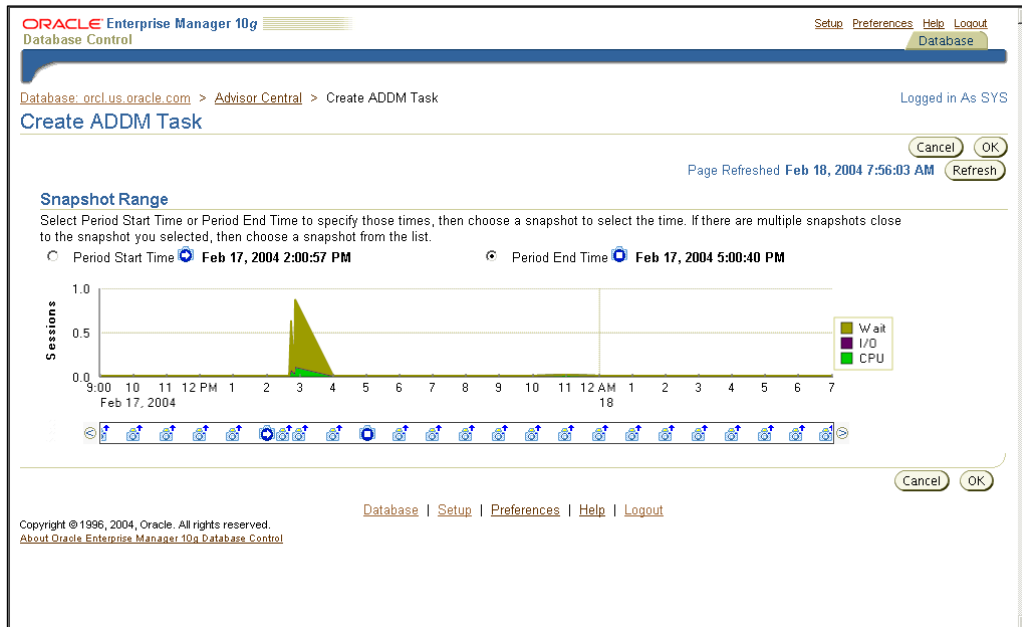 ORACLE Enterprise Manager 10g
Database Control
Setup Preferences Help Logout
Database
Database: orcl.us.oracle.com > Advisor Central > Create ADDM Task
Logged in As SYS
Create ADDM Task
Cancel OK
Page Refreshed Feb 18, 2004 7:56:03 AM Refresh
Snapshot Range
Select Period Start Time or Period End Time to specify those times, then choose a snapshot to select the time. If there are multiple snapshots close
to the snapshot you selected, then choose a snapshot from the list.
Period Start Time Feb 17, 2004 2:00:57 PM
Period End Time Feb 17, 2004 5:00:40 PM
Sessions
1.0
0.5
0.0
9:00 10 11 12 PM 1 2 3 4 5 6 7 8 9 10 11 12 AM 1 2 3 4 5 6 7
Feb 17, 2004 18
Wait
I/O
CPU
Cancel OK
Database | Setup | Preferences | Help | Logout
Copyright © 1996, 2004, Oracle. All rights reserved.
About Oracle Enterprise Manager 10g Database Control